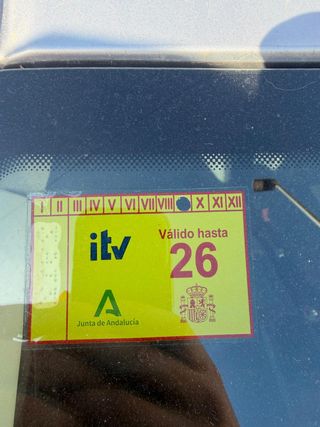 I II III IV V VI VII VIII X XI XII
itv
Válido hasta
26
Junta de Andalucía